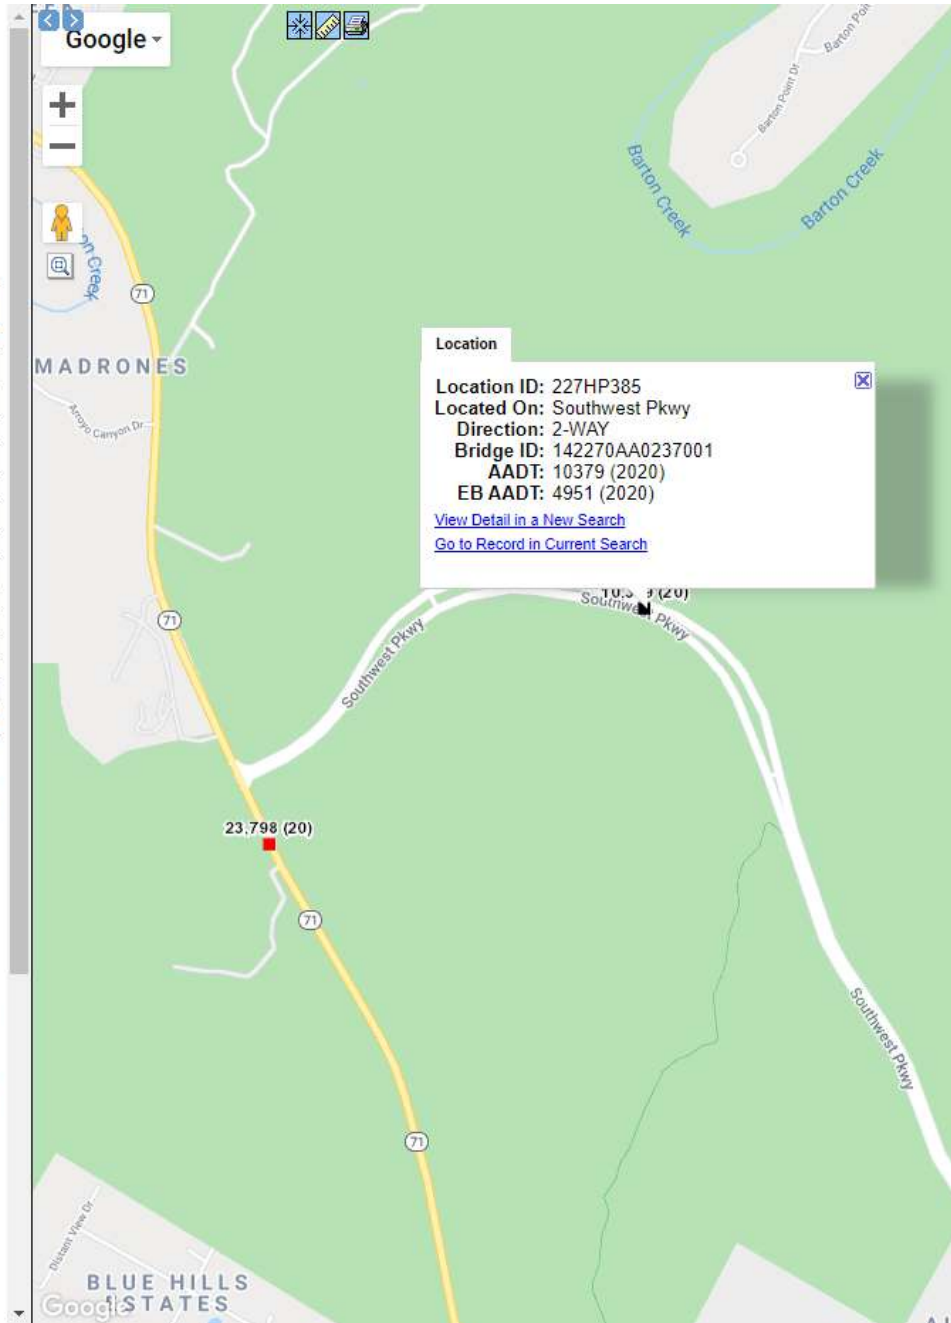 Google
Barton Point Dr
Barton Creek
Barton Creek
on Creek
71
MADRONES
Arroyo Canyon Dr
Location
Location ID: 227HP385
Located On: Southwest Pkwy
Direction: 2-WAY
Bridge ID: 142270AA0237001
AADT: 10379 (2020)
EB AADT: 4951 (2020)
View Detail in a New Search
Go to Record in Current Search
(20)
Southwest Pkwy
71
Southwest Pkwy
23,798 (20)
71
Southwest Pkwy
71
Distant View Dr
BLUE HILLS
ESTATES
Google